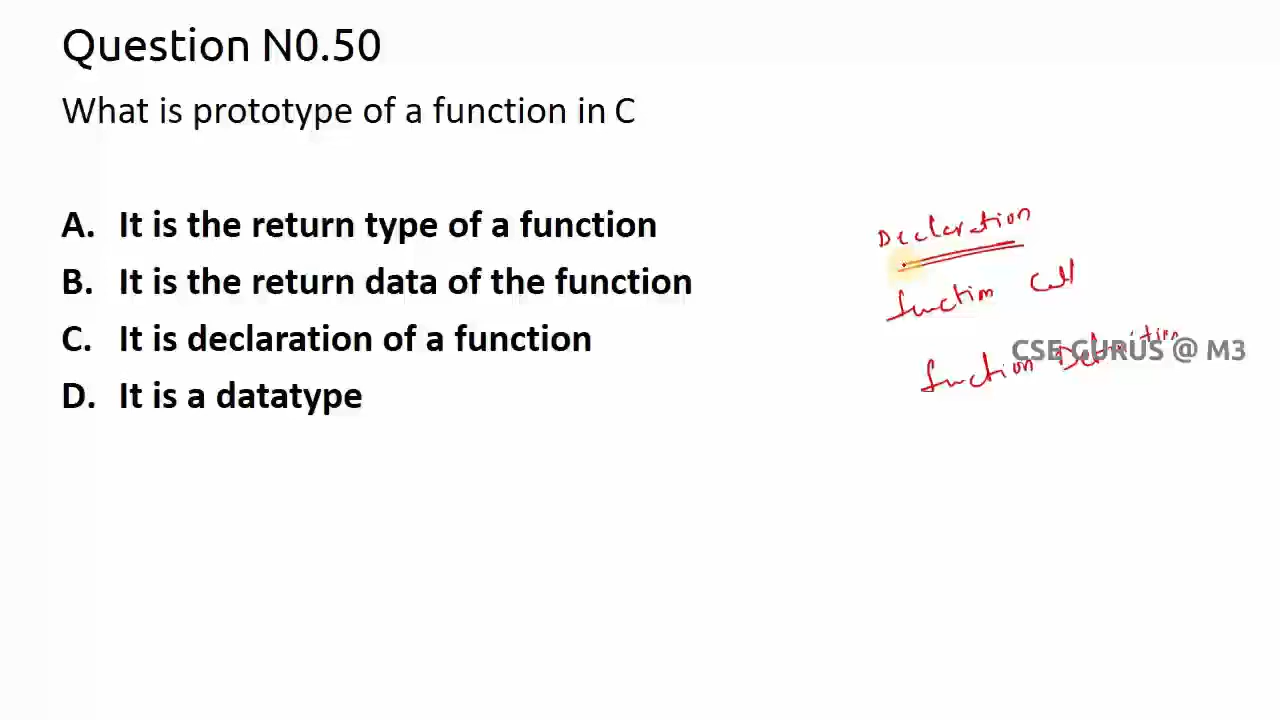 Question N0.50
What is prototype of a function in C
A. It is the return type of a function
B. It is the return data of the function
C. It is declaration of a function
D. It is a datatype
Declaration
function Call
CSE GURUS @ M3
function Definition